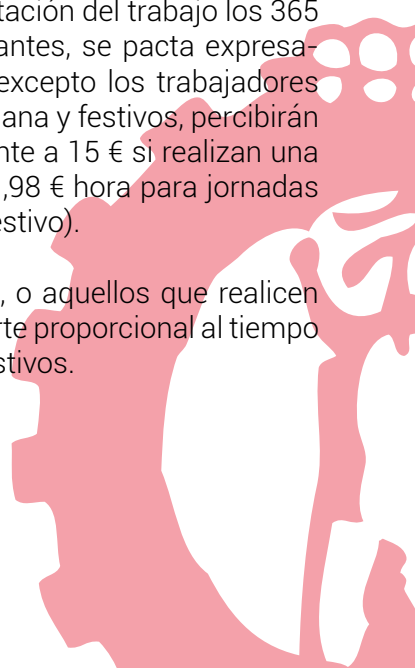 tación del trabajo los 365
antes, se pacta expresa-
excepto los trabajadores
ana y festivos, percibirán
nte a 15 € si realizan una
,98 € hora para jornadas
estivo).
, o aquellos que realicen
rte proporcional al tiempo
stivos.